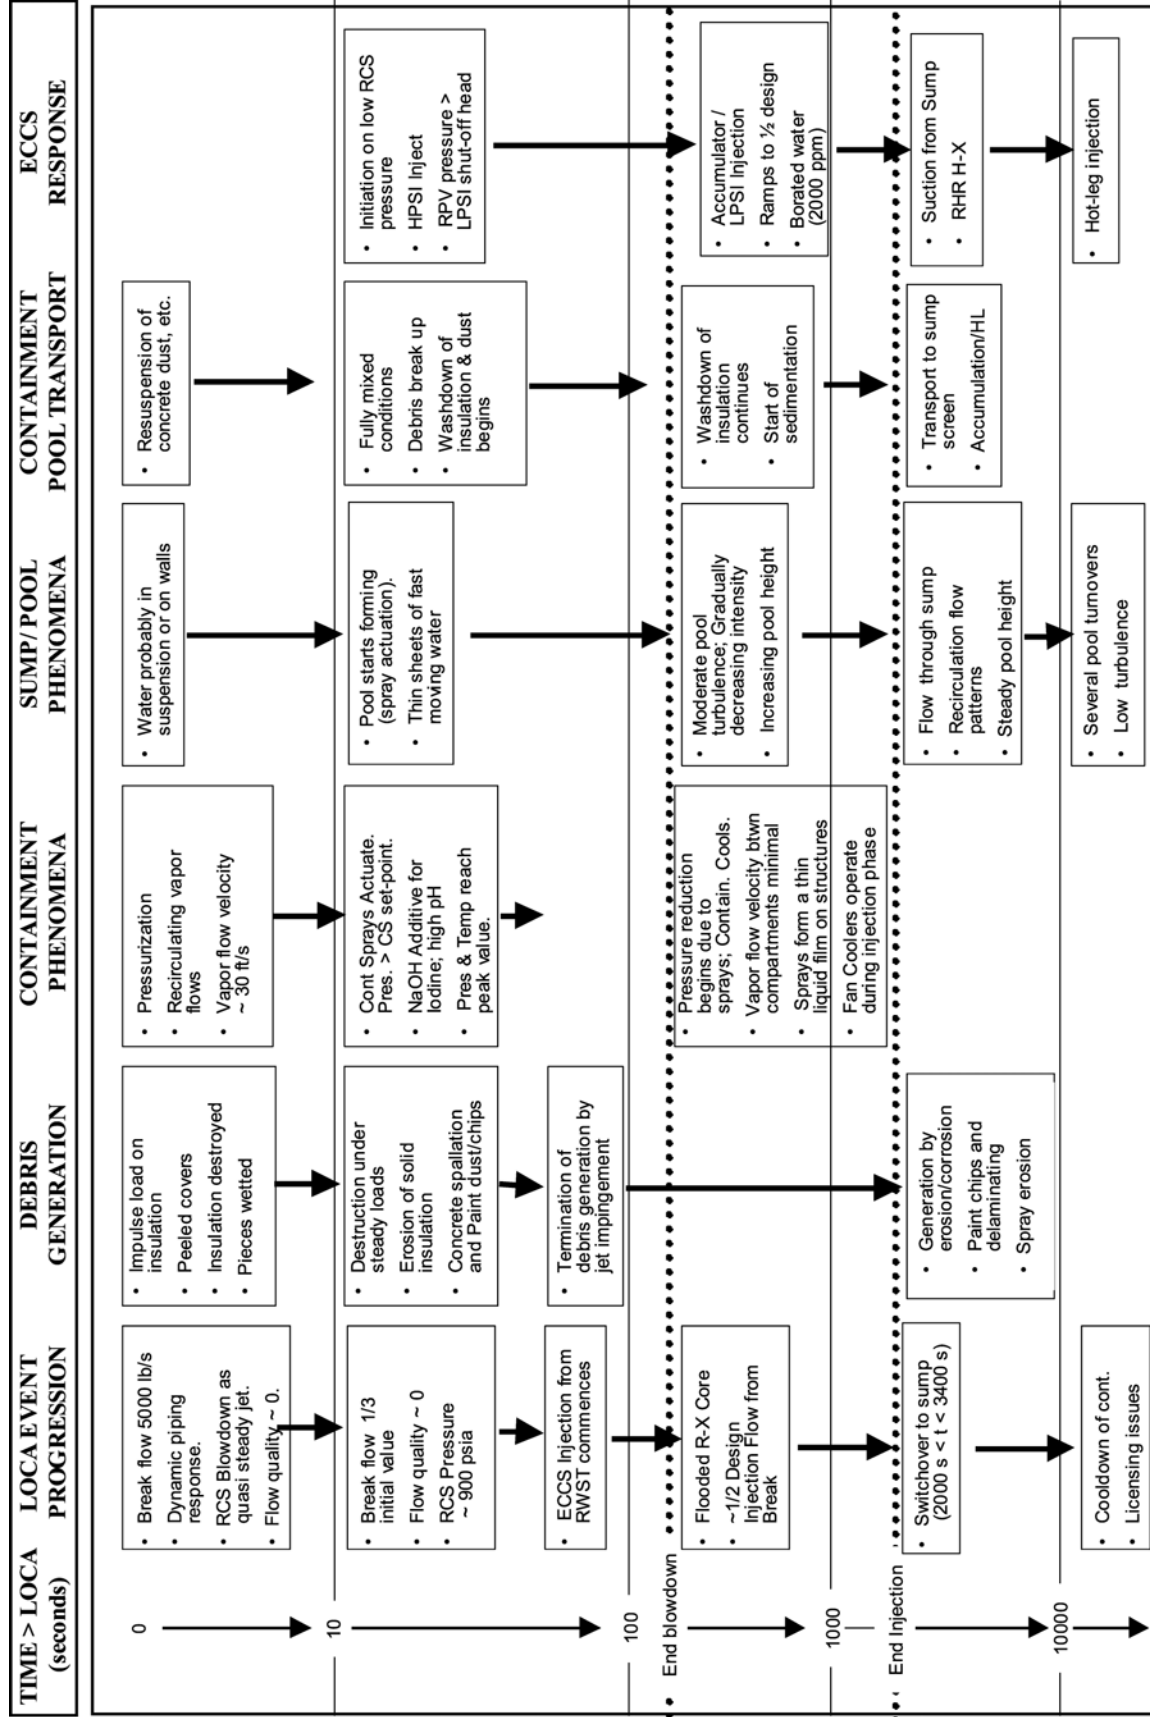 TIME > LOCA
(seconds)
LOCA EVENT
PROGRESSION
DEBRIS
GENERATION
CONTAINMENT
PHENOMENA
SUMP/ POOL
PHENOMENA
CONTAINMENT
POOL TRANSPORT
ECCS
RESPONSE
0
• Break flow 5000 lb/s
• Dynamic piping
response.
• RCS Blowdown as
quasi steady jet.
• Flow quality ~ 0.
• Impulse load on
insulation
• Peeled covers
• Insulation destroyed
• Pieces wetted
• Pressurization
• Recirculating vapor
flows
• Vapor flow velocity
~ 30 ft/s
• Water probably in
suspension or on walls
• Resuspension of
concrete dust, etc.
10
• Break flow 1/3
initial value
• Flow quality ~ 0
• RCS Pressure
~ 900 psia
• Destruction under
steady loads
• Erosion of solid
insulation
• Concrete spallation
and Paint dust/chips
• Cont Sprays Actuate.
Pres. > CS set-point.
• NaOH Additive for
Iodine; high pH
• Pres & Temp reach
peak value.
• Pool starts forming
(spray actuation).
• Thin sheets of fast
moving water
• Fully mixed
conditions
• Debris break up
• Washdown of
insulation & dust
begins
• Initiation on low RCS
pressure
• HPSI Inject
• RPV pressure >
LPSI shut-off head
• ECCS Injection from
RWST commences
• Termination of
debris generation by
jet impingement
100
End blowdown
• Flooded R-X Core
• ~1/2 Design
Injection Flow from
Break
• Pressure reduction
begins due to
sprays; Contain. Cools.
• Vapor flow velocity btwn
compartments minimal
• Sprays form a thin
liquid film on structures
• Fan Coolers operate
during injection phase
• Moderate pool
turbulence; Gradually
decreasing intensity
• Increasing pool height
• Washdown of
insulation
continues
• Start of
sedimentation
• Accumulator /
LPSI Injection
• Ramps to ½ design
• Borated water
(2000 ppm)
1000
End Injection
• Switchover to sump
(2000 s < t < 3400 s)
• Generation by
erosion/corrosion
• Paint chips and
delaminating
• Spray erosion
• Flow through sump
• Recirculation flow
patterns
• Steady pool height
• Transport to sump
screen
• Accumulation/HL
• Suction from Sump
• RHR H-X
10000
• Cooldown of cont.
• Licensing issues
• Several pool turnovers
• Low turbulence
• Hot-leg injection